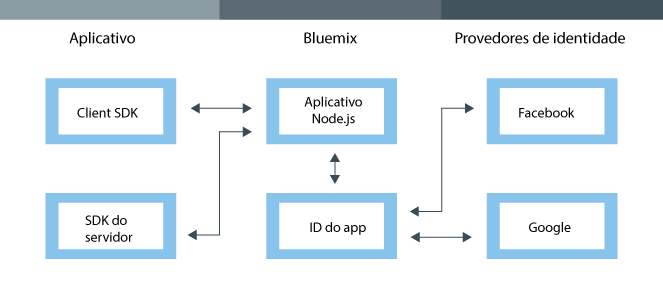 Aplicativo
Bluemix
Provedores de identidade
Client SDK
Aplicativo
Node.js
Facebook
SDK do
servidor
ID do app
Google